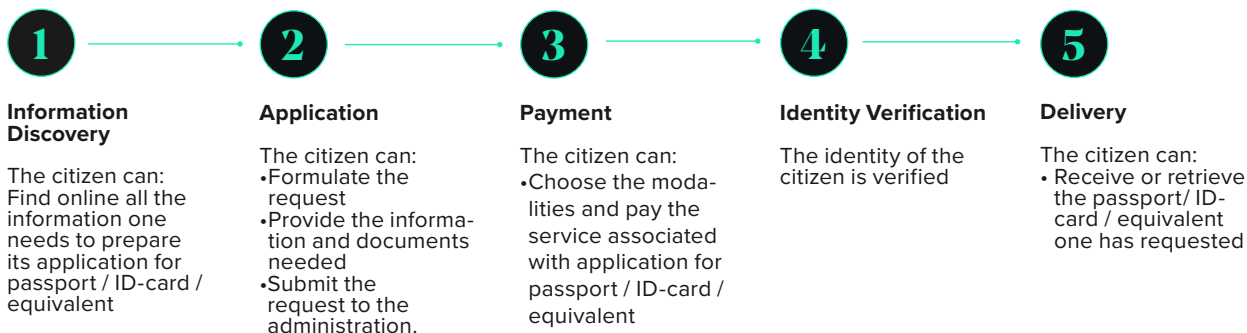 1
Information
Discovery
The citizen can:
Find online all the
information one
needs to prepare
its application for
passport / ID-card /
equivalent
2
Application
The citizen can:
•Formulate the
request
•Provide the informa-
tion and documents
needed
•Submit the
request to the
administration.
3
Payment
The citizen can:
•Choose the moda-
lities and pay the
service associated
with application for
passport / ID-card /
equivalent
4
Identity Verification
The identity of the
citizen is verified
5
Delivery
The citizen can:
• Receive or retrieve
the passport/ ID-
card / equivalent
one has requested